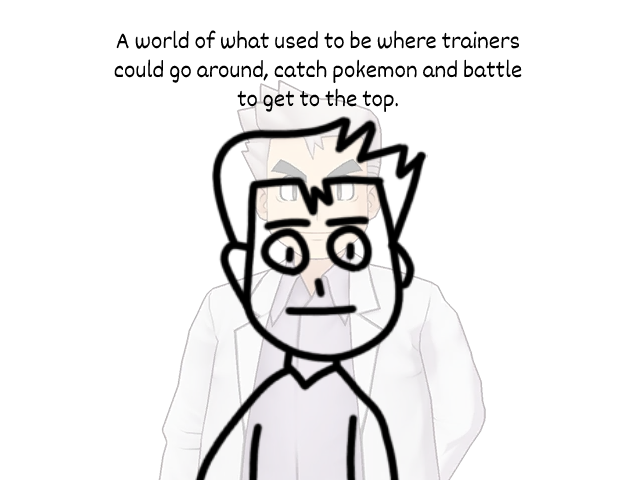 A world of what used to be where trainers
could go around, catch pokemon and battle
to get to the top.